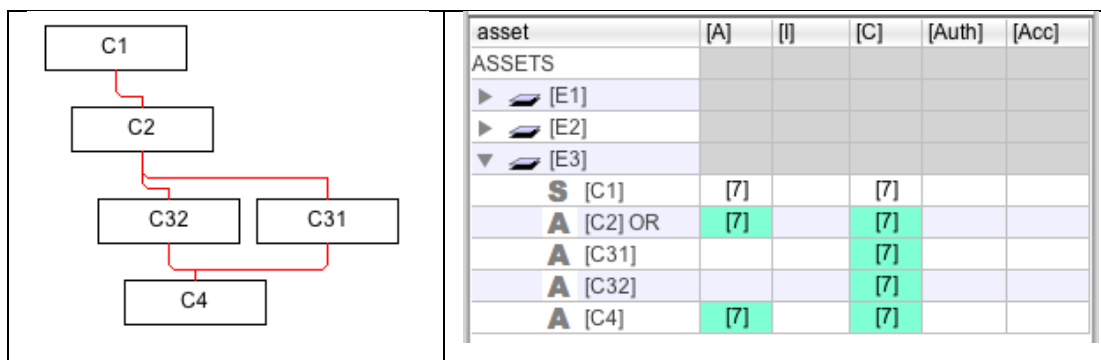 C1
C2
C32 C31
C4
asset [A] [I] [C] [Auth] [Acc]
ASSETS
[E1]
[E2]
[E3]
S [C1] [7] [7]
A [C2] OR [7] [7]
A [C31] [7]
A [C32] [7]
A [C4] [7] [7]